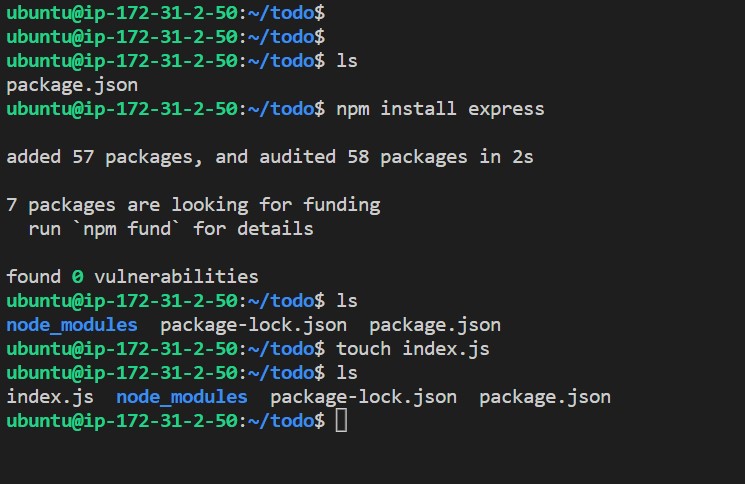 ubuntu@ip-172-31-2-50:~/todo$
ubuntu@ip-172-31-2-50:~/todo$
ubuntu@ip-172-31-2-50:~/todo$ ls
package.json
ubuntu@ip-172-31-2-50:~/todo$ npm install express
added 57 packages, and audited 58 packages in 2s
7 packages are looking for funding
  run `npm fund` for details
found 0 vulnerabilities
ubuntu@ip-172-31-2-50:~/todo$ ls
node_modules  package-lock.json  package.json
ubuntu@ip-172-31-2-50:~/todo$ touch index.js
ubuntu@ip-172-31-2-50:~/todo$ ls
index.js  node_modules  package-lock.json  package.json
ubuntu@ip-172-31-2-50:~/todo$